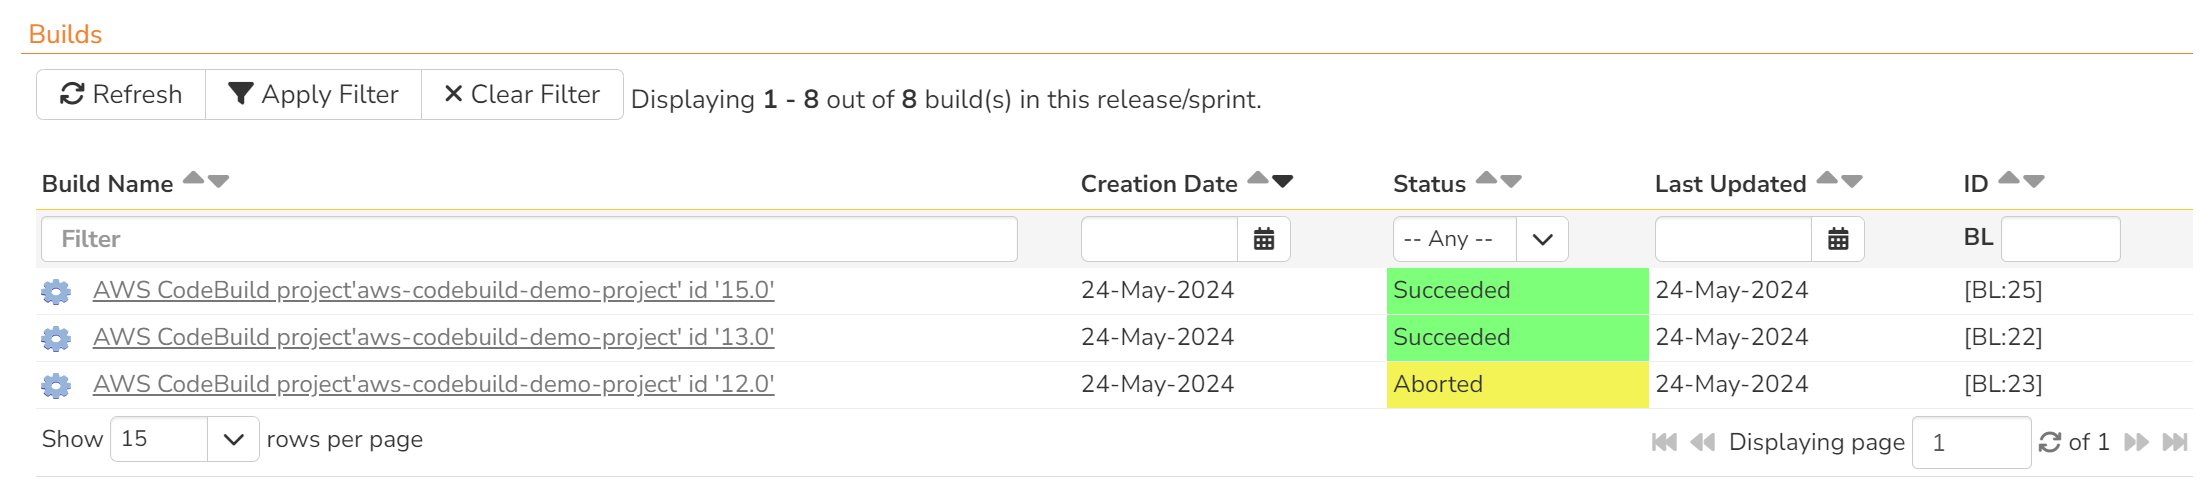 Builds
Refresh Apply Filter Clear Filter Displaying 1 - 8 out of 8 build(s) in this release/sprint.
Build Name Creation Date Status Last Updated ID
Filter -- Any -- BL
AWS CodeBuild project'aws-codebuild-demo-project' id '15.0' 24-May-2024 Succeeded 24-May-2024 [BL:25]
AWS CodeBuild project'aws-codebuild-demo-project' id '13.0' 24-May-2024 Succeeded 24-May-2024 [BL:22]
AWS CodeBuild project'aws-codebuild-demo-project' id '12.0' 24-May-2024 Aborted 24-May-2024 [BL:23]
Show 15 rows per page Displaying page 1 of 1